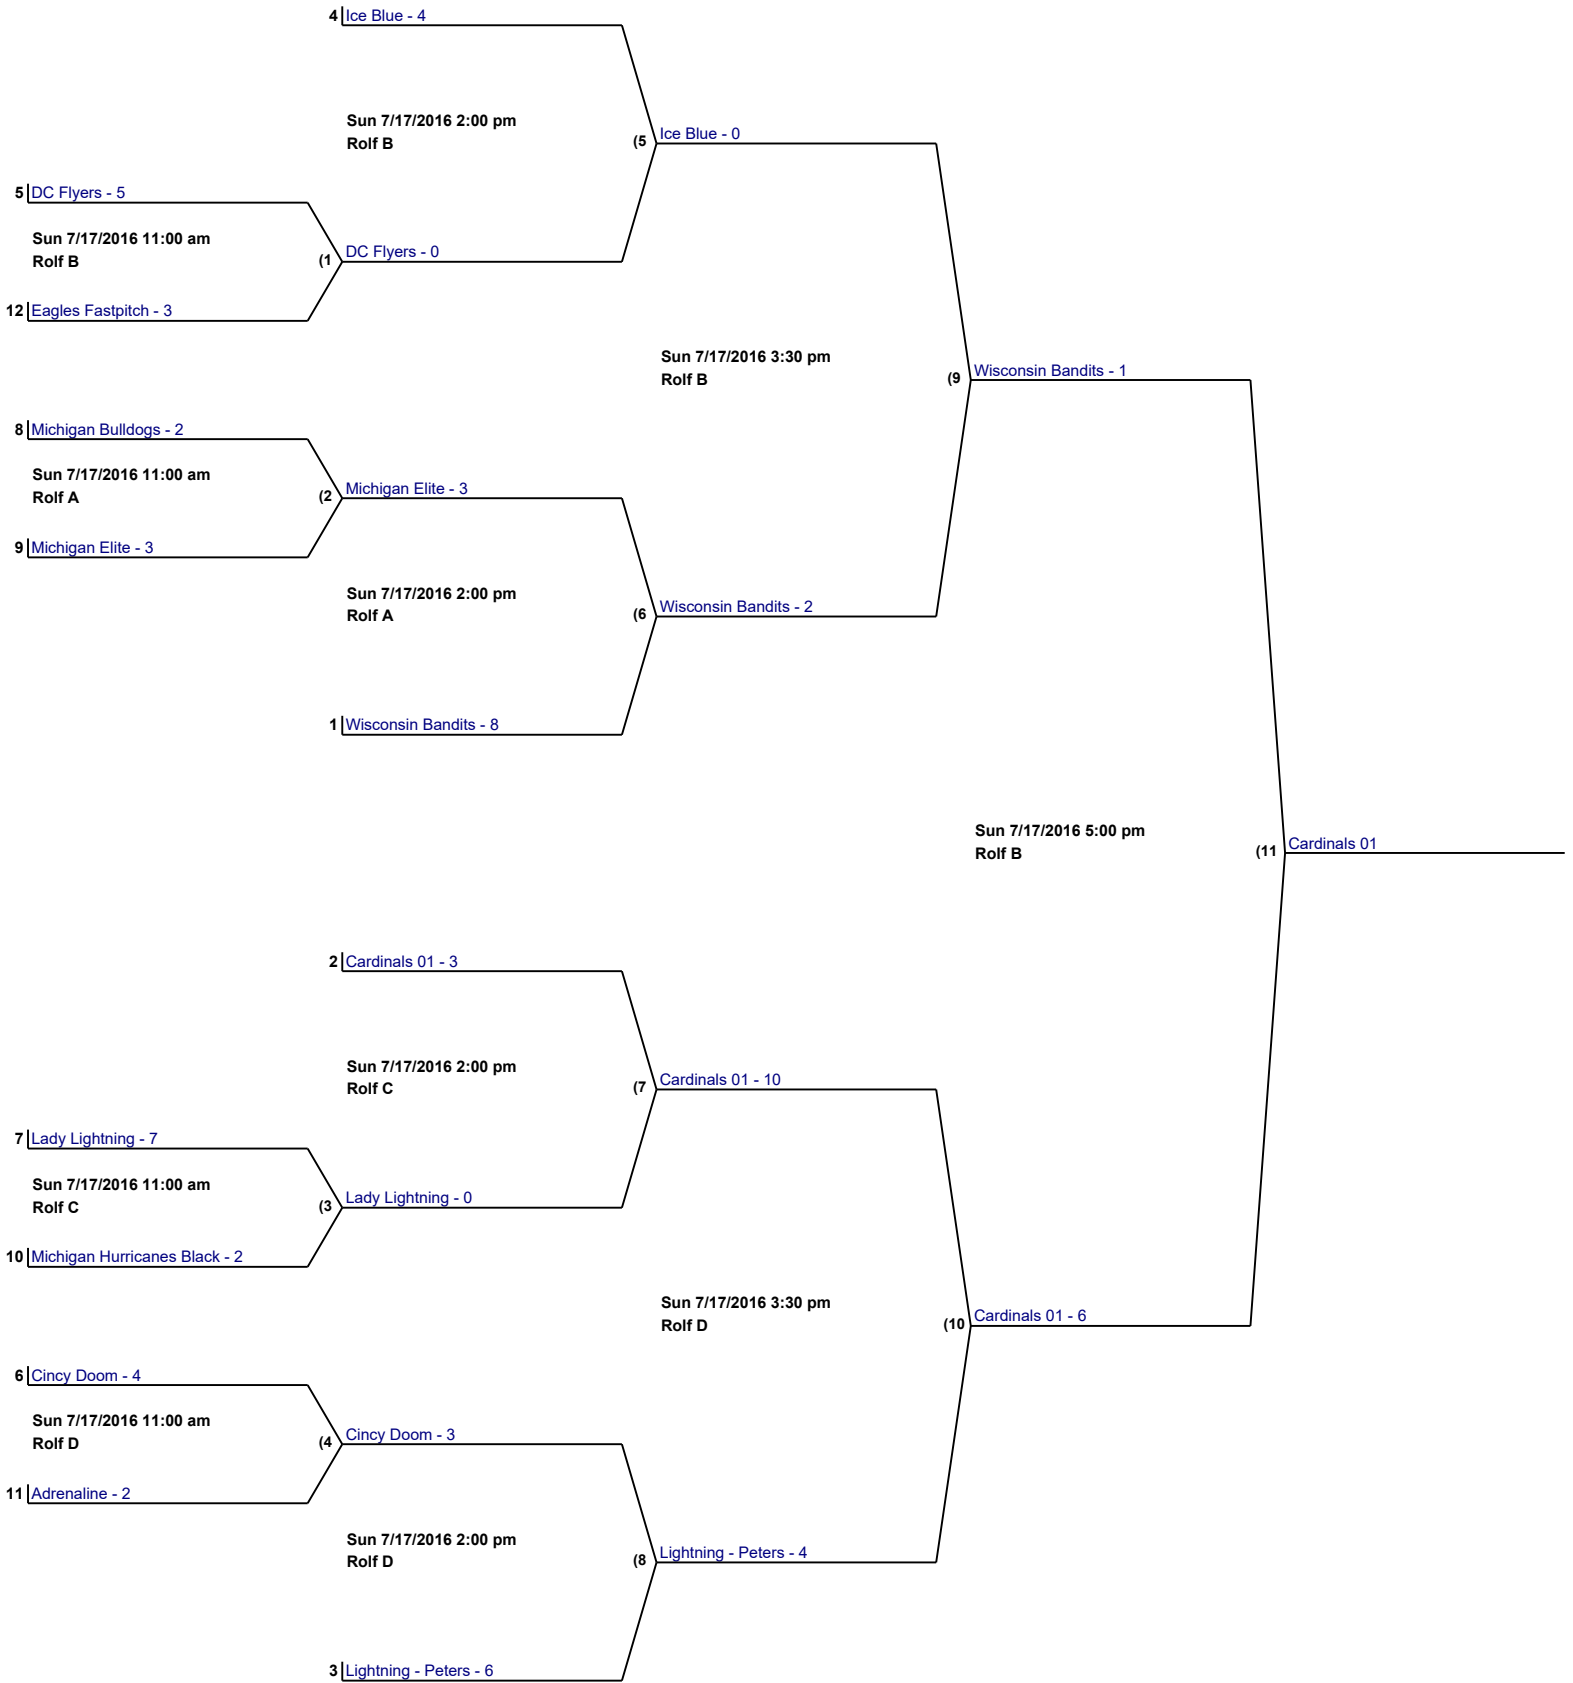 4 Ice Blue - 4
Sun 7/17/2016 2:00 pm
Rolf B
(5 Ice Blue - 0
5 DC Flyers - 5
Sun 7/17/2016 11:00 am
Rolf B
(1 DC Flyers - 0
12 Eagles Fastpitch - 3
Sun 7/17/2016 3:30 pm
Rolf B
(9 Wisconsin Bandits - 1
8 Michigan Bulldogs - 2
Sun 7/17/2016 11:00 am
Rolf A
(2 Michigan Elite - 3
9 Michigan Elite - 3
Sun 7/17/2016 2:00 pm
Rolf A
(6 Wisconsin Bandits - 2
1 Wisconsin Bandits - 8
Sun 7/17/2016 5:00 pm
Rolf B
(11 Cardinals 01
2 Cardinals 01 - 3
Sun 7/17/2016 2:00 pm
Rolf C
(7 Cardinals 01 - 10
7 Lady Lightning - 7
Sun 7/17/2016 11:00 am
Rolf C
(3 Lady Lightning - 0
10 Michigan Hurricanes Black - 2
Sun 7/17/2016 3:30 pm
Rolf D
(10 Cardinals 01 - 6
6 Cincy Doom - 4
Sun 7/17/2016 11:00 am
Rolf D
(4 Cincy Doom - 3
11 Adrenaline - 2
Sun 7/17/2016 2:00 pm
Rolf D
(8 Lightning - Peters - 4
3 Lightning - Peters - 6